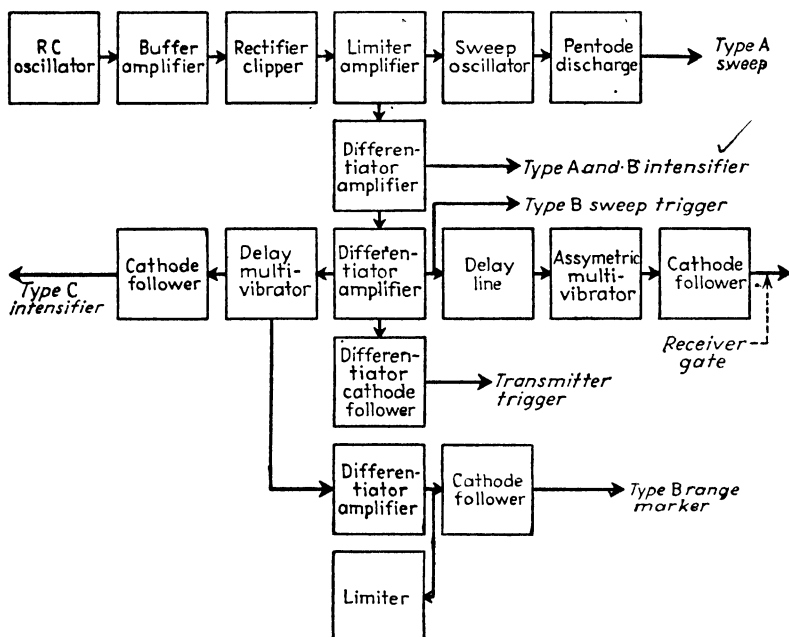 RC
oscillator
Buffer
amplifier
Rectifier
clipper
Limiter
amplifier
Sweep
oscillator
Pentode
discharge
Type A
sweep
Differen-
tiator
amplifier
Type A and B intensifier
Type B sweep trigger
Cathode
follower
Delay
multi-
vibrator
Differen-
tiator
amplifier
Delay
line
Assymetric
multi-
vibrator
Cathode
follower
Type C
intensifier
Receiver
gate
Differen-
tiator
cathode
follower
Transmitter
trigger
Differen-
tiator
amplifier
Cathode
follower
Type B range
marker
Limiter